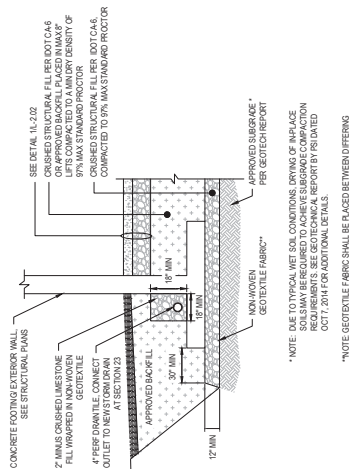 CONCRETE FOOTING/ EXTERIOR WALL.
SEE STRUCTURAL PLANS
2" MINUS CRUSHED LIMESTONE
FILL WRAPPED IN NON-WOVEN
GEOTEXTILE
4" PERF DRAINTILE, CONNECT
OUTLET TO NEW STORM DRAIN
AT SECTION 23
APPROVED BACKFILL
30" MIN
12" MIN
18" MIN
18" MIN
SEE DETAIL 1/L-2.02
CRUSHED STRUCTURAL FILL PER IDOT CA-6
OR APPROVED BACKFILL PLACED IN MAX 8"
LIFTS COMPACTED TO A MIN DRY DENSITY OF
97% MAX STANDARD PROCTOR
CRUSHED STRUCTURAL FILL PER IDOT CA-6,
COMPACTED TO 97% MAX STANDARD PROCTOR
APPROVED SUBGRADE *
PER GEOTECH REPORT
NON-WOVEN
GEOTEXTILE FABRIC**
* NOTE: DUE TO TYPICAL WET SOIL CONDITIONS, DRYING OF IN-PLACE
SOILS MAY BE REQUIRED TO ACHIEVE SUBGRADE COMPACTION
REQUIREMENTS. SEE GEOTECHNICAL REPORT BY PSI DATED
OCT 7, 2014 FOR ADDITIONAL DETAILS.
**NOTE: GEOTEXTILE FABRIC SHALL BE PLACED BETWEEN DIFFERING